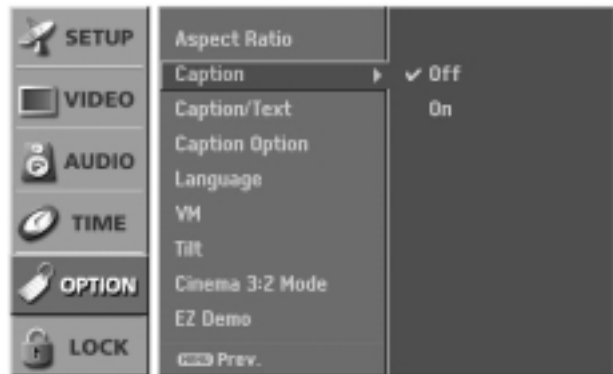 SETUP
VIDEO
AUDIO
TIME
OPTION
LOCK
Aspect Ratio
Caption
Caption/Text
Caption Option
Language
VM
Tilt
Cinema 3:2 Mode
EZ Demo
MENU Prev.
Off
On